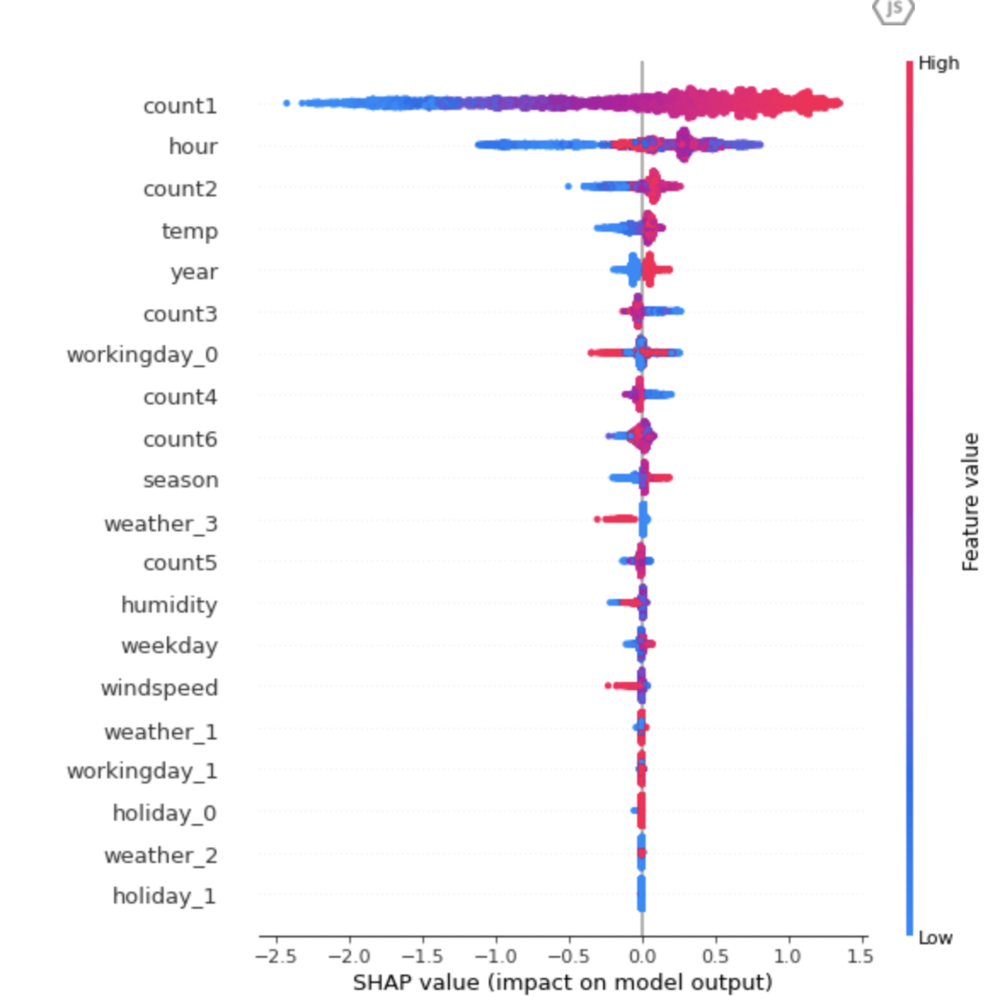 JS
High
count1
hour
count2
temp
year
count3
workingday_0
count4
count6
season
weather_3
count5
humidity
weekday
windspeed
weather_1
workingday_1
holiday_0
weather_2
holiday_1
Feature value
Low
−2.5 −2.0 −1.5 −1.0 −0.5 0.0 0.5 1.0 1.5
SHAP value (impact on model output)